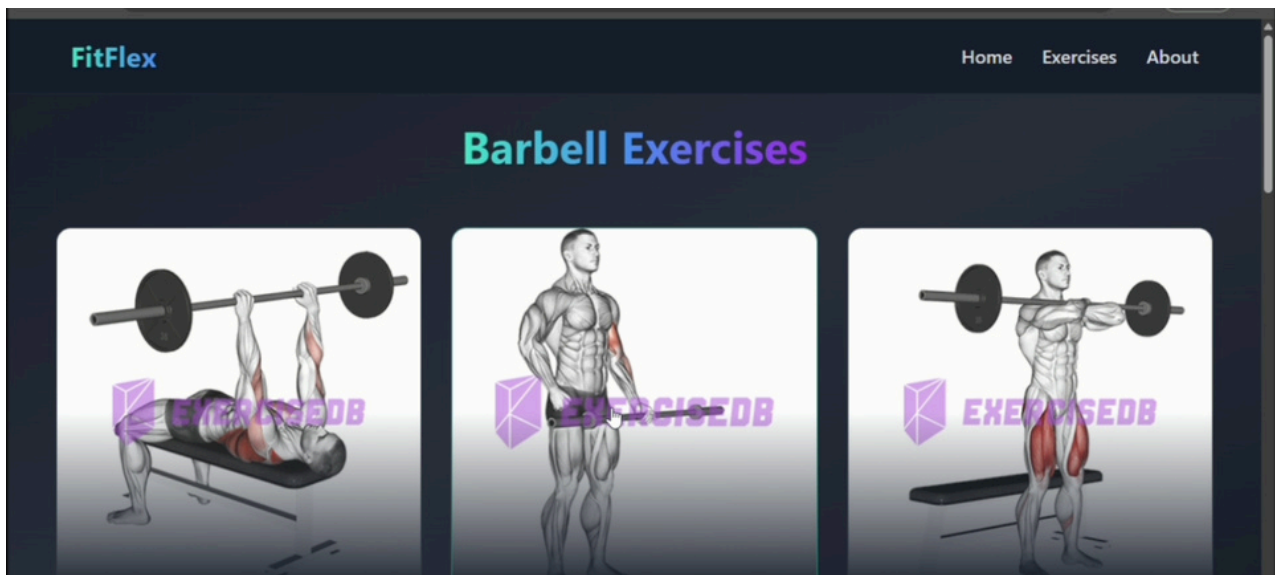 FitFlex
Home Exercises About
Barbell Exercises
EXERCISEDB
EXERCISEDB
EXERCISEDB